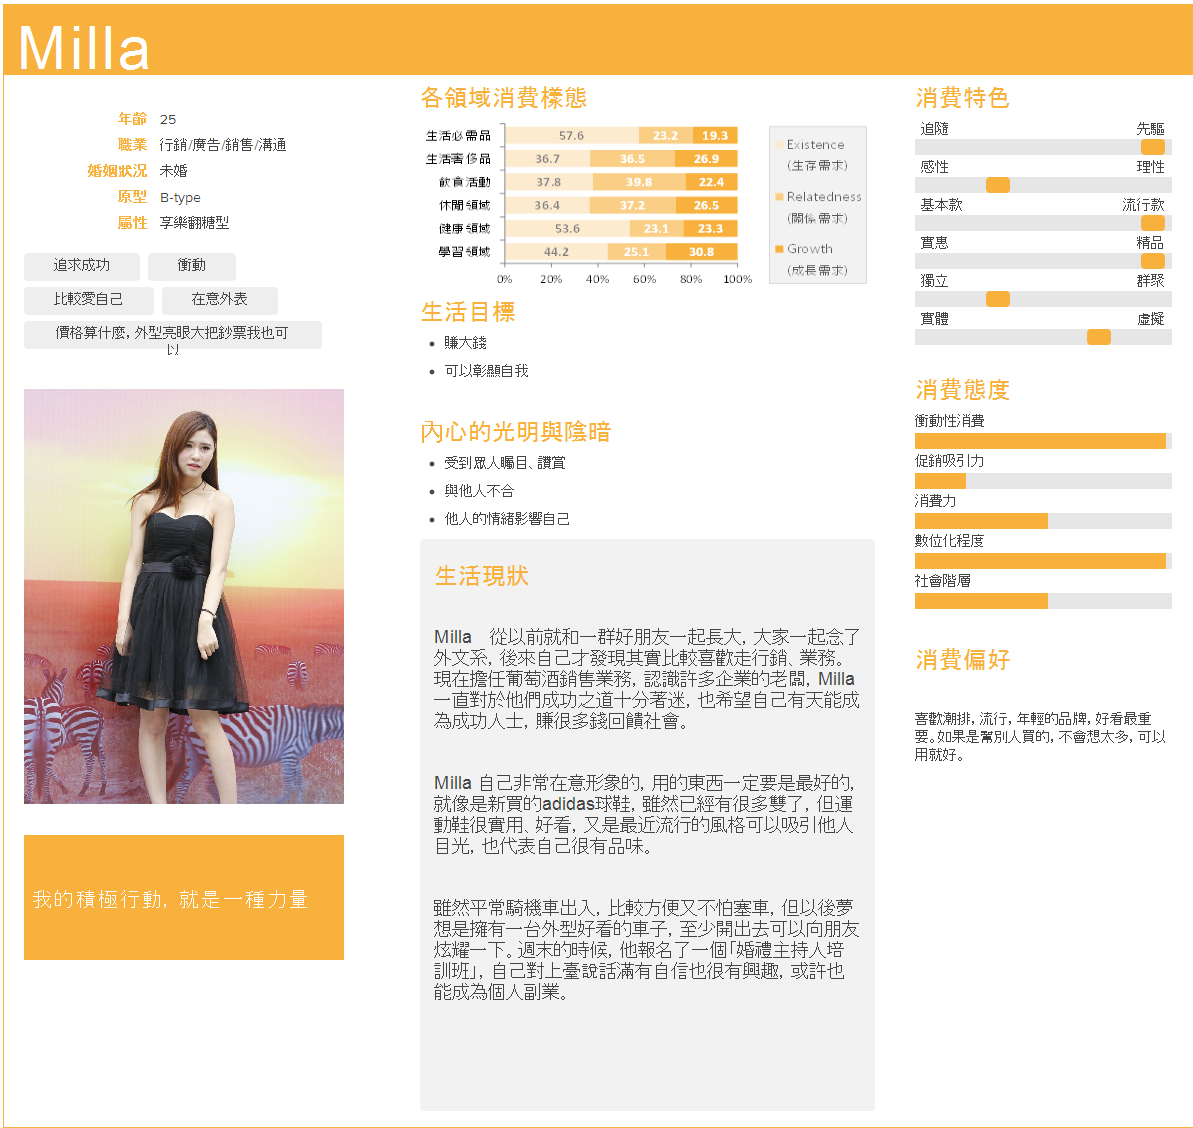 Milla
年齡 25
職業 行銷/廣告/銷售/溝通
婚姻狀況 未婚
原型 B-type
屬性 享樂翻糖型
追求成功 衝動
比較愛自己 在意外表
價格算什麼, 外型亮眼大把鈔票我也可
以
我的積極行動, 就是一種力量
各領域消費樣態
生活必需品 57.6 23.2 19.3
生活奢侈品 36.7 36.5 26.9
飲食活動 37.8 39.8 22.4
休閒領域 36.4 37.2 26.5
健康領域 53.6 23.1 23.3
學習領域 44.2 25.1 30.8
0% 20% 40% 60% 80% 100%
Existence
(生存需求)
Relatedness
(關係需求)
Growth
(成長需求)
生活目標
賺大錢
可以彰顯自我
內心的光明與陰暗
受到眾人矚目、讚賞
與他人不合
他人的情緒影響自己
生活現狀
Milla 從以前就和一群好朋友一起長大, 大家一起念了
外文系, 後來自己才發現其實比較喜歡走行銷、業務。
現在擔任葡萄酒銷售業務, 認識許多企業的老闆, Milla
一直對於他們成功之道十分著迷, 也希望自己有天能成
為成功人士, 賺很多錢回饋社會。
Milla 自己非常在意形象的, 用的東西一定要是最好的,
就像是新買的adidas球鞋, 雖然已經有很多雙了, 但運
動鞋很實用、好看, 又是最近流行的風格可以吸引他人
目光, 也代表自己很有品味。
雖然平常騎機車出入, 比較方便又不怕塞車, 但以後夢
想是擁有一台外型好看的車子, 至少開出去可以向朋友
炫耀一下。週末的時候, 他報名了一個「婚禮主持人培
訓班」, 自己對上臺說話滿有自信也很有興趣, 或許也
能成為個人副業。
消費特色
追隨 先驅
感性 理性
基本款 流行款
實惠 精品
獨立 群聚
實體 虛擬
消費態度
衝動性消費
促銷吸引力
消費力
數位化程度
社會階層
消費偏好
喜歡潮排, 流行, 年輕的品牌, 好看最重
要。如果是幫別人買的, 不會想太多, 可以
用就好。